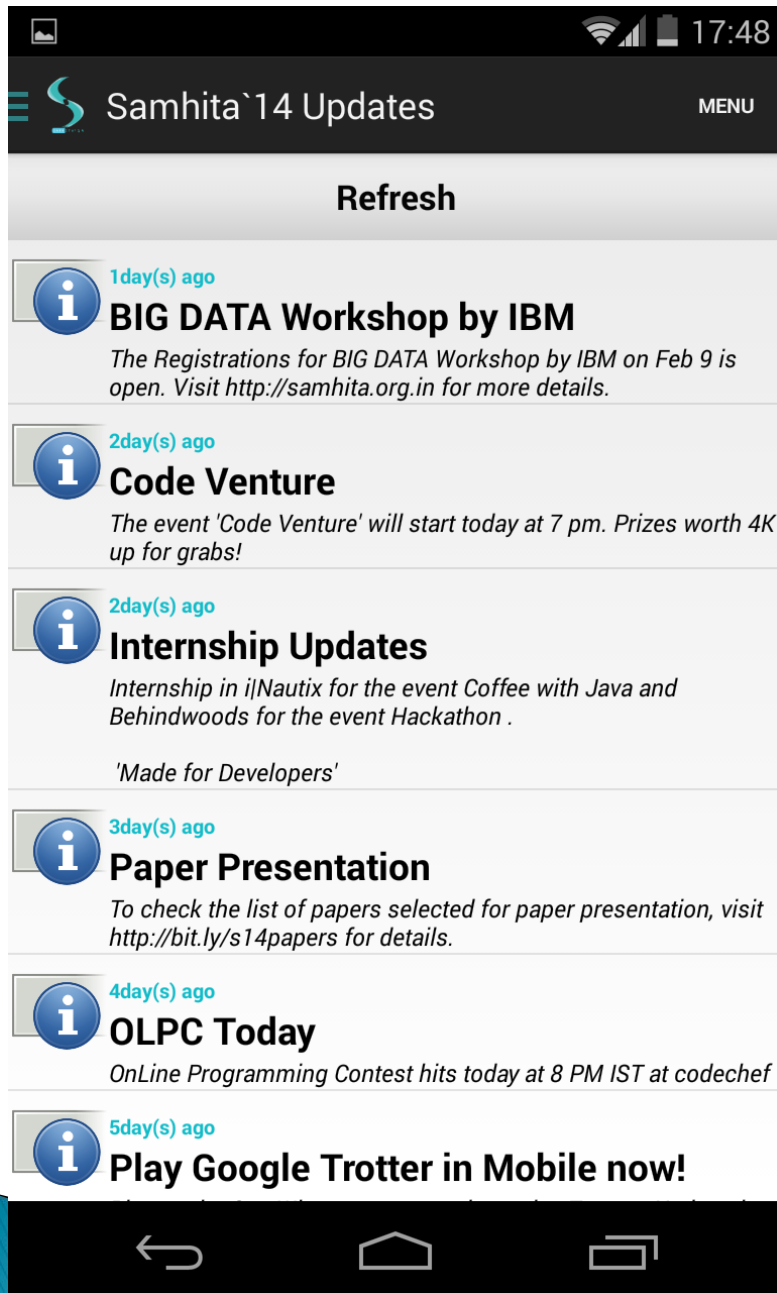 17:48
Samhita`14 Updates
MENU
Refresh
1day(s) ago
BIG DATA Workshop by IBM
The Registrations for BIG DATA Workshop by IBM on Feb 9 is
open. Visit http://samhita.org.in for more details.
2day(s) ago
Code Venture
The event 'Code Venture' will start today at 7 pm. Prizes worth 4K
up for grabs!
2day(s) ago
Internship Updates
Internship in i|Nautix for the event Coffee with Java and
Behindwoods for the event Hackathon .
'Made for Developers'
3day(s) ago
Paper Presentation
To check the list of papers selected for paper presentation, visit
http://bit.ly/s14papers for details.
4day(s) ago
OLPC Today
OnLine Programming Contest hits today at 8 PM IST at codechef
5day(s) ago
Play Google Trotter in Mobile now!